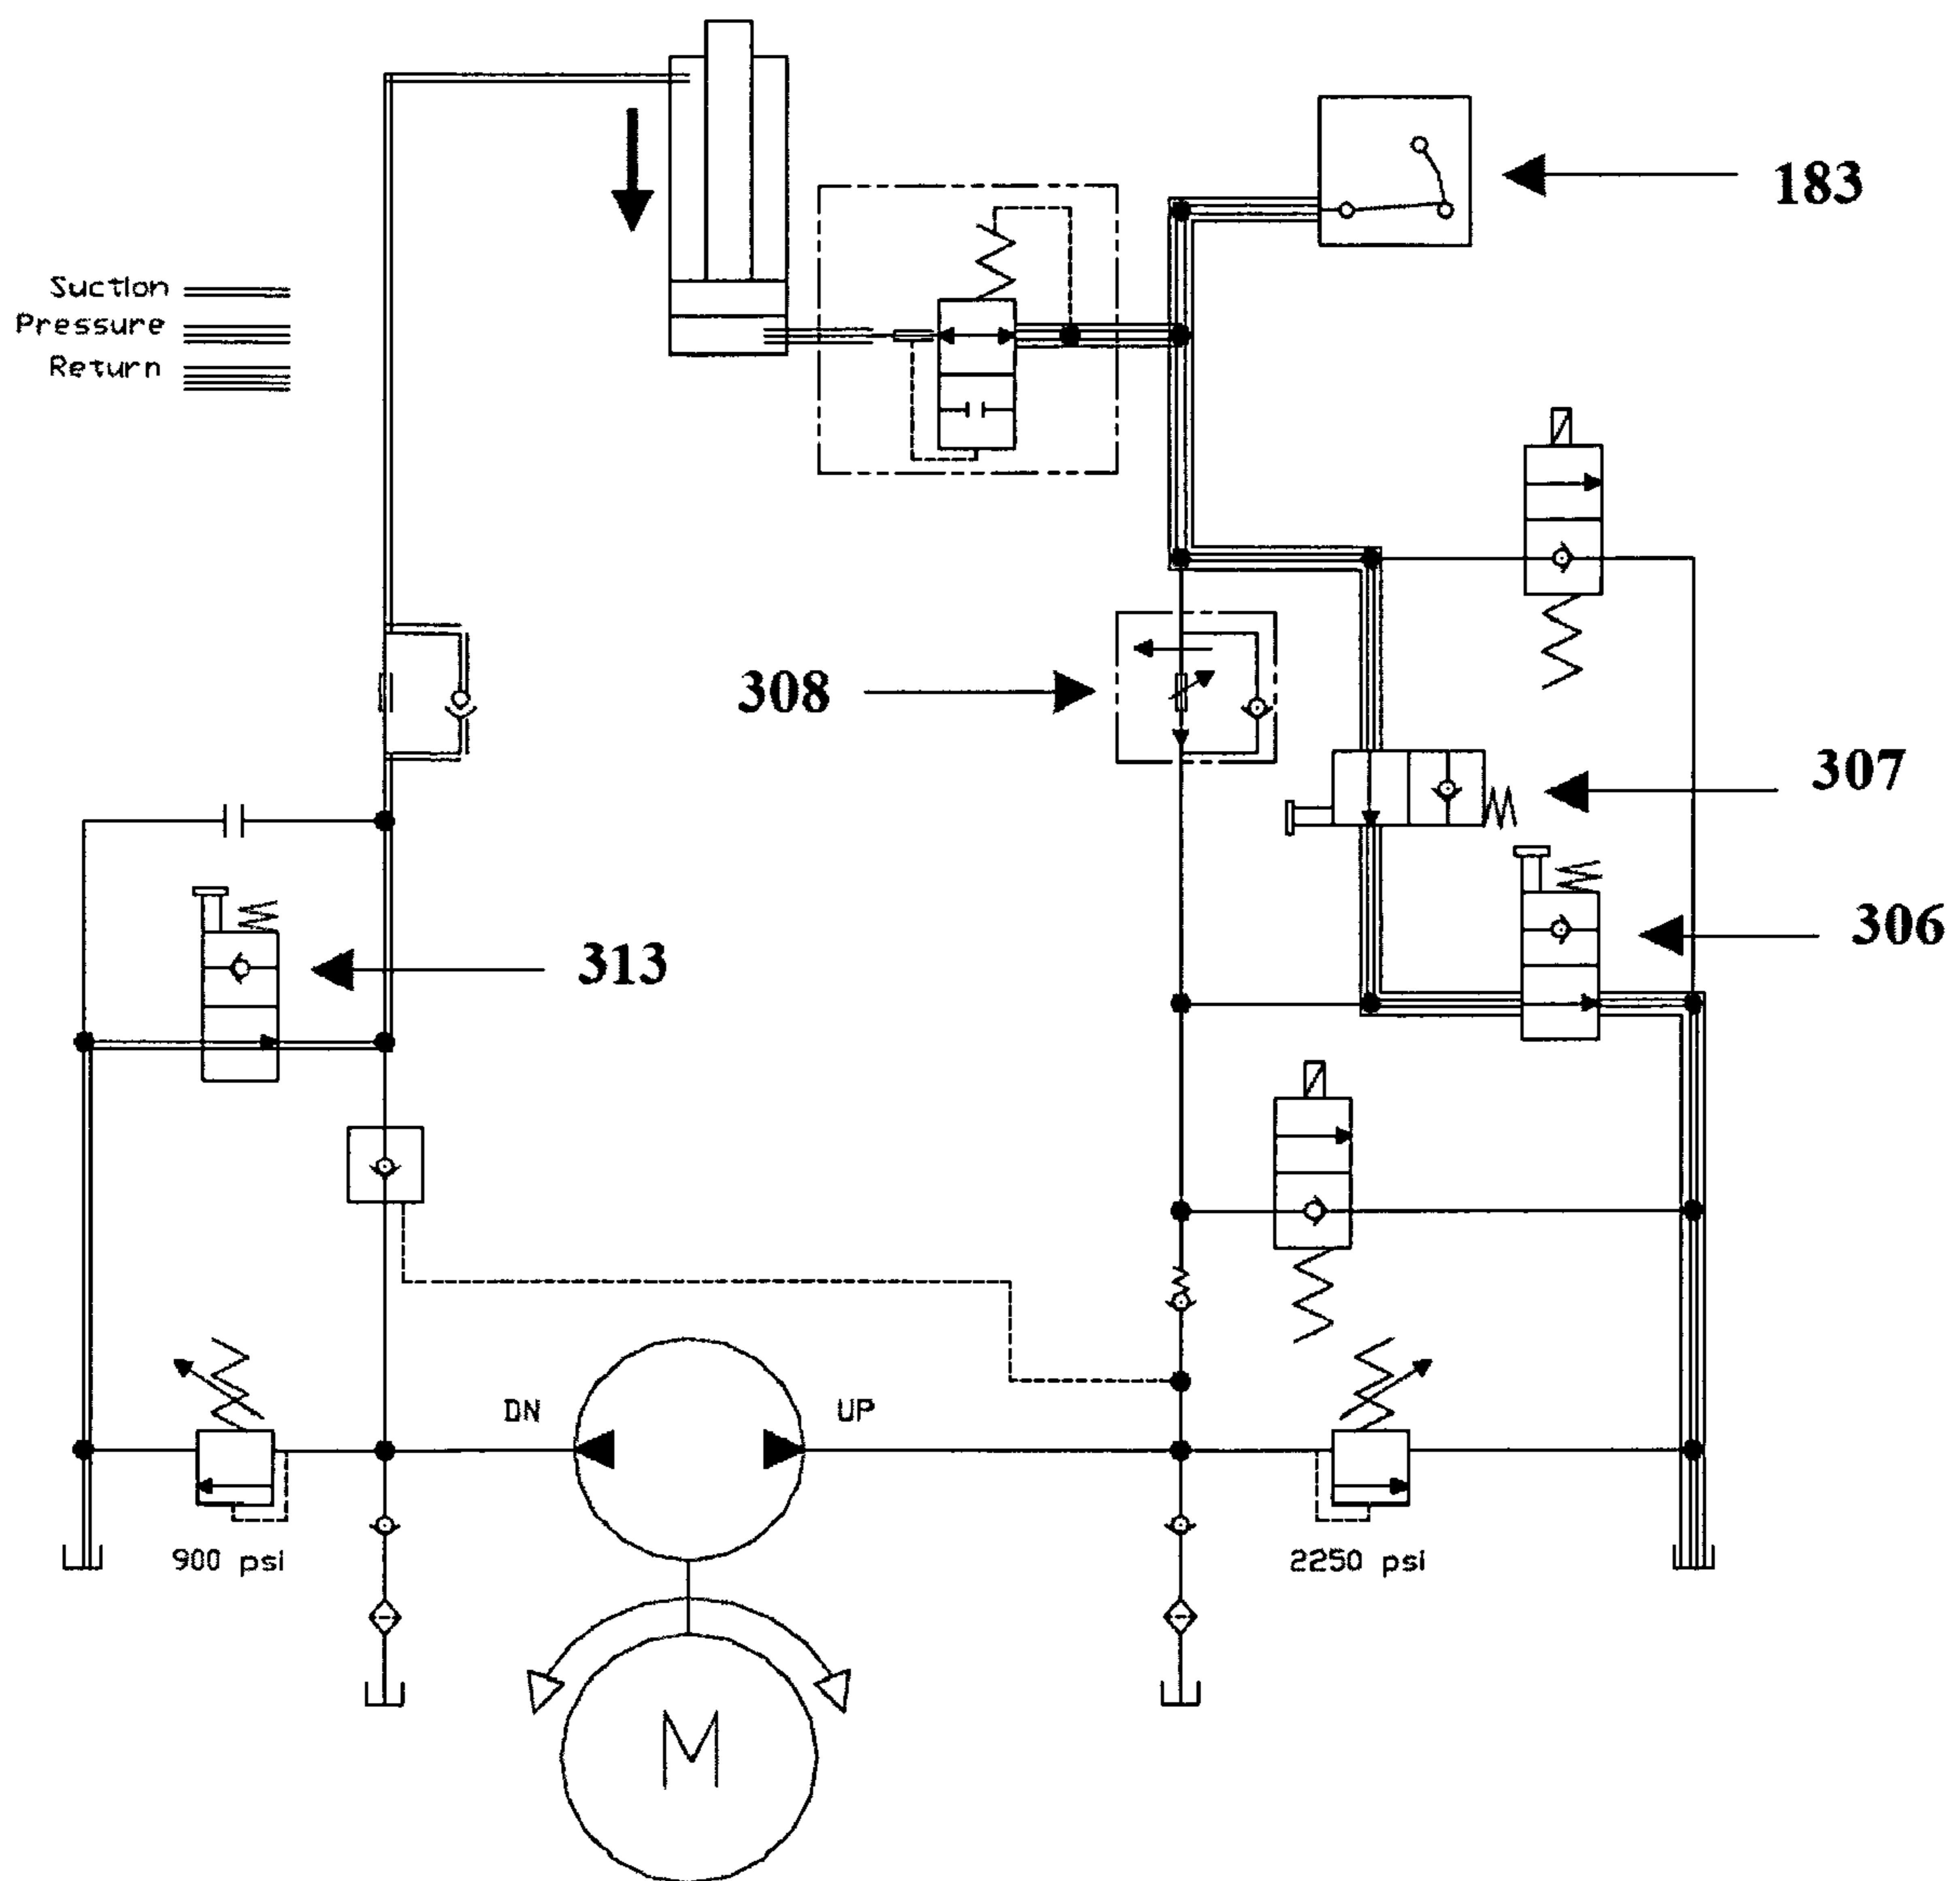 183
Suction
Pressure
Return
308
307
306
313
DN
UP
900 psi
2250 psi
M